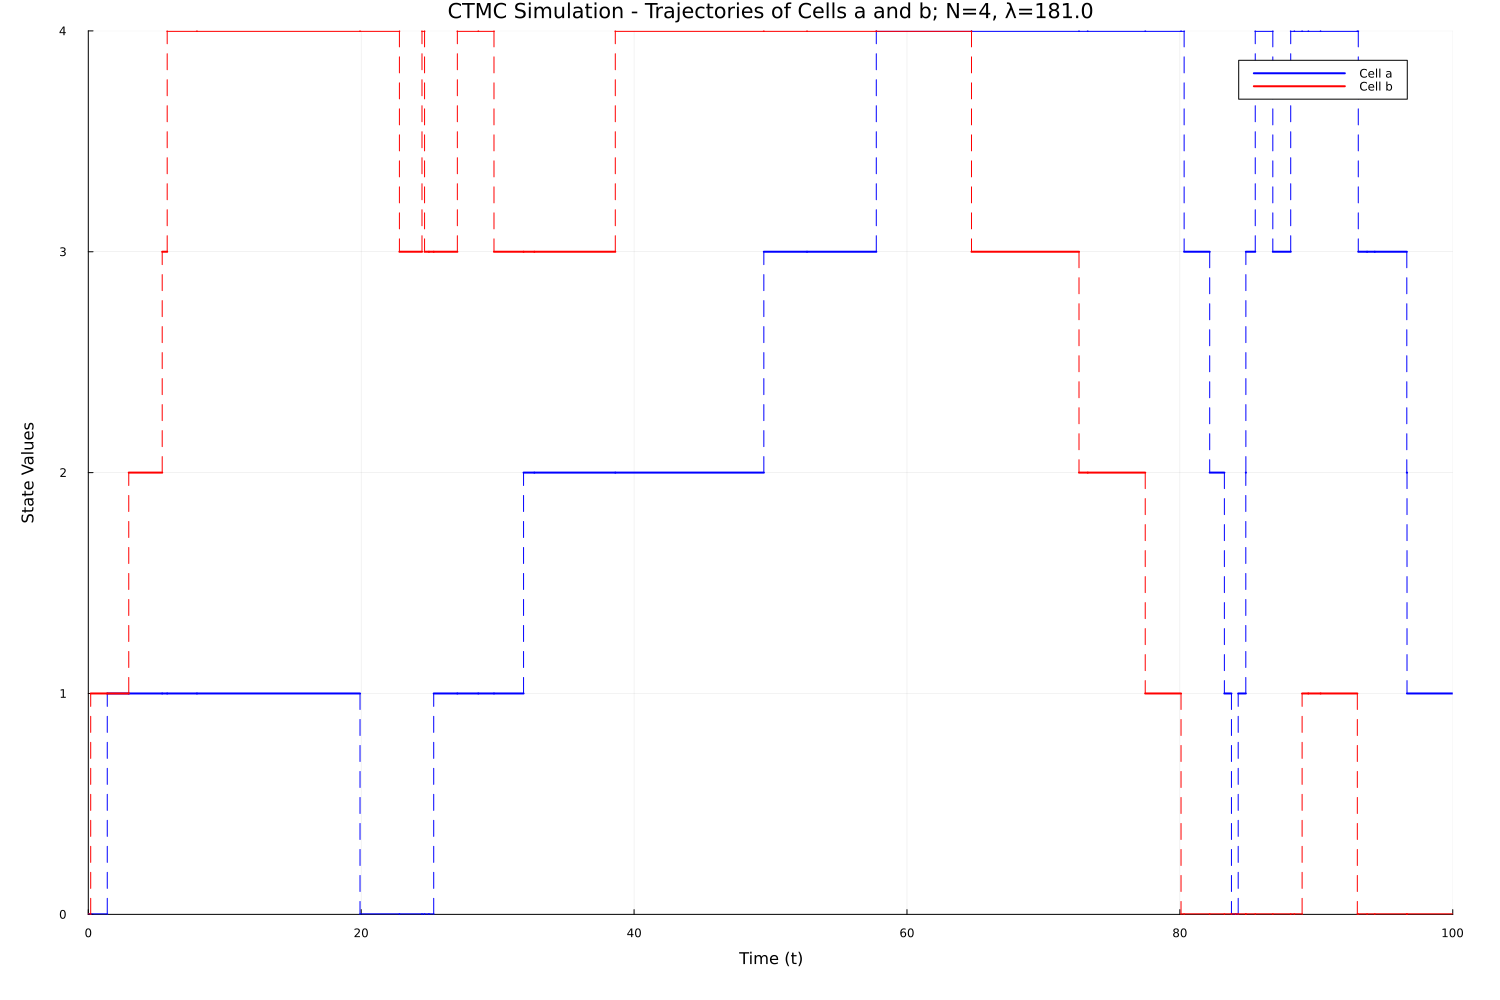 CTMC Simulation - Trajectories of Cells a and b; N=4, λ=181.0
4
Cell a
Cell b
3
State Values
2
1
0
0 20 40 60 80 100
Time (t)